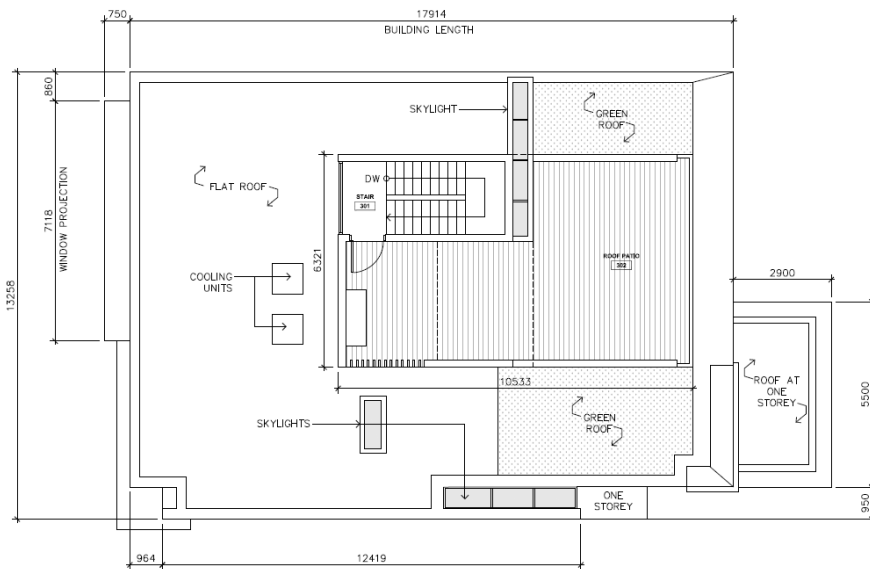 750
17914
BUILDING LENGTH
860
SKYLIGHT
GREEN
ROOF
DW
STAIR
301
FLAT ROOF
7118
WINDOW PROJECTION
6321
ROOF PATIO
302
13258
COOLING
UNITS
2900
10533
ROOF AT
ONE
STOREY
5500
SKYLIGHTS
GREEN
ROOF
ONE
STOREY
950
964
12419